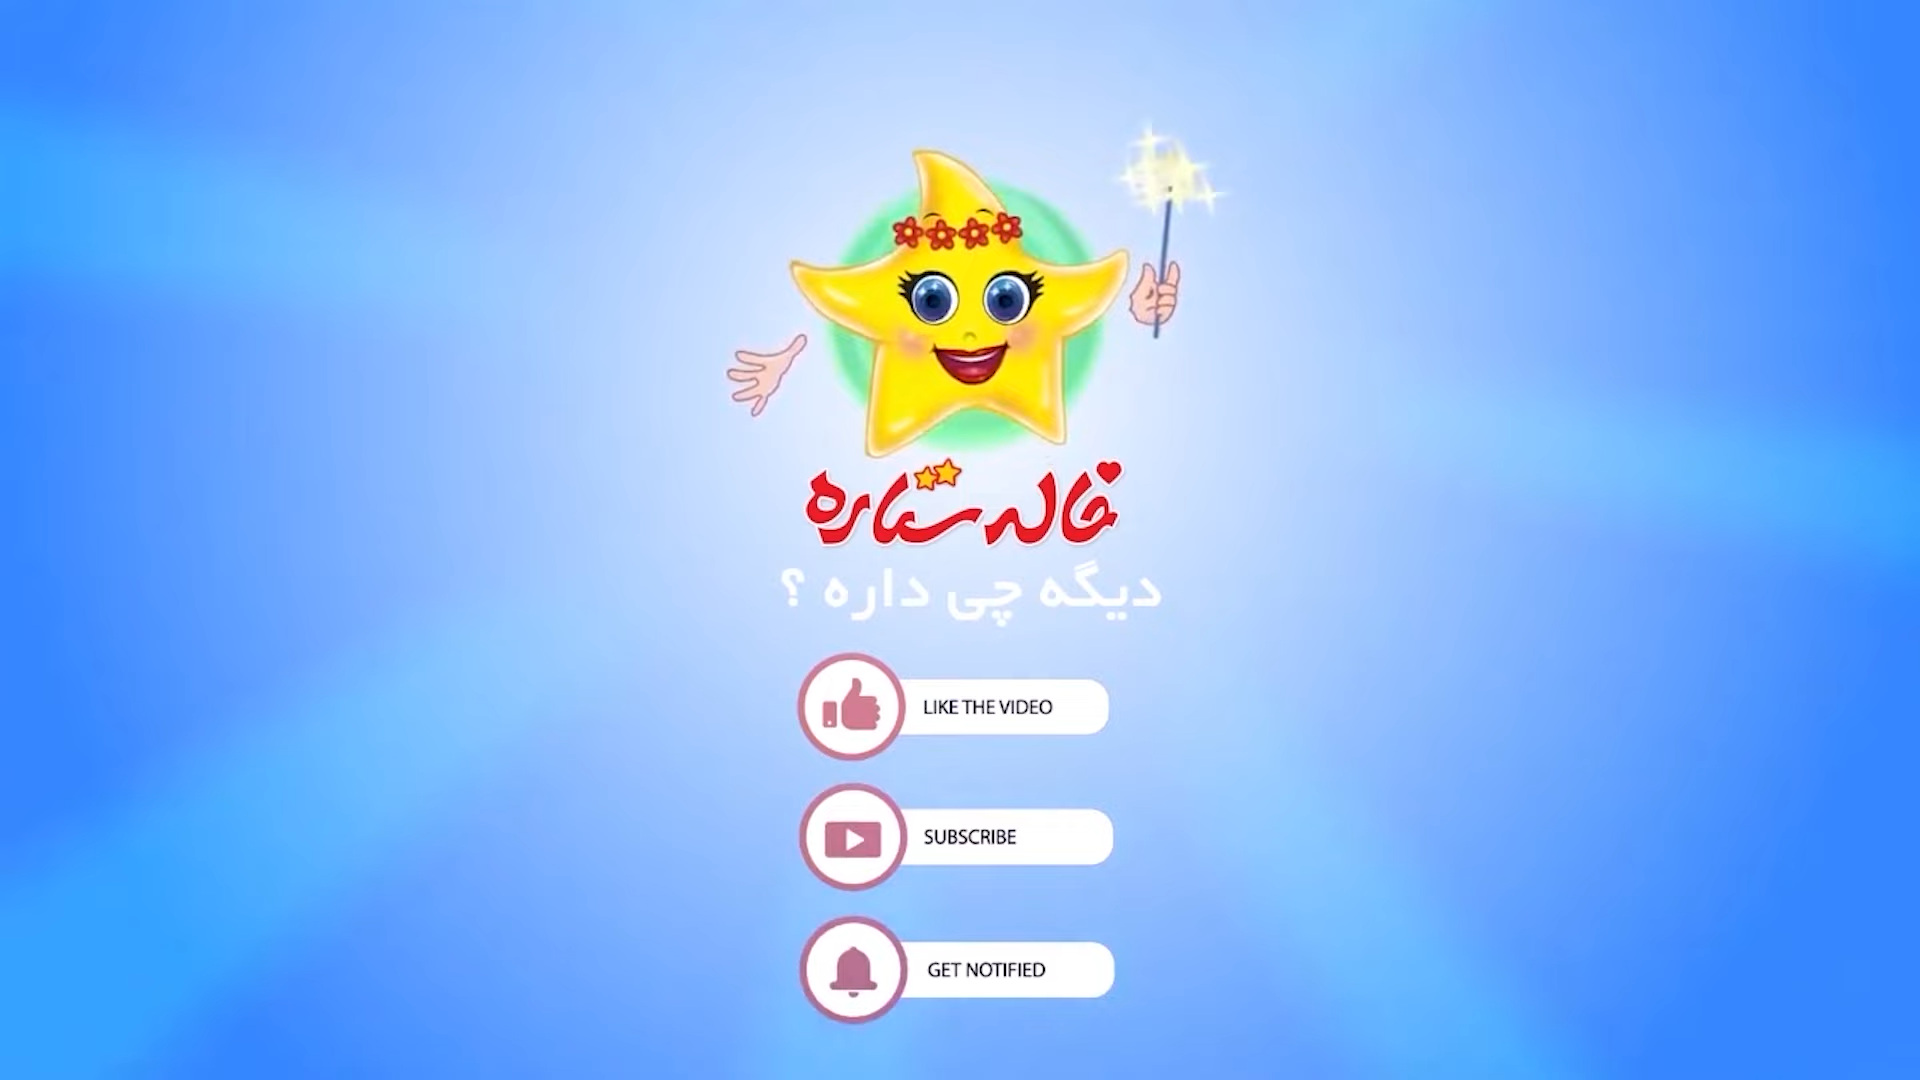 خاله ستاره
دیگه چی داره ؟
LIKE THE VIDEO
SUBSCRIBE
GET NOTIFIED